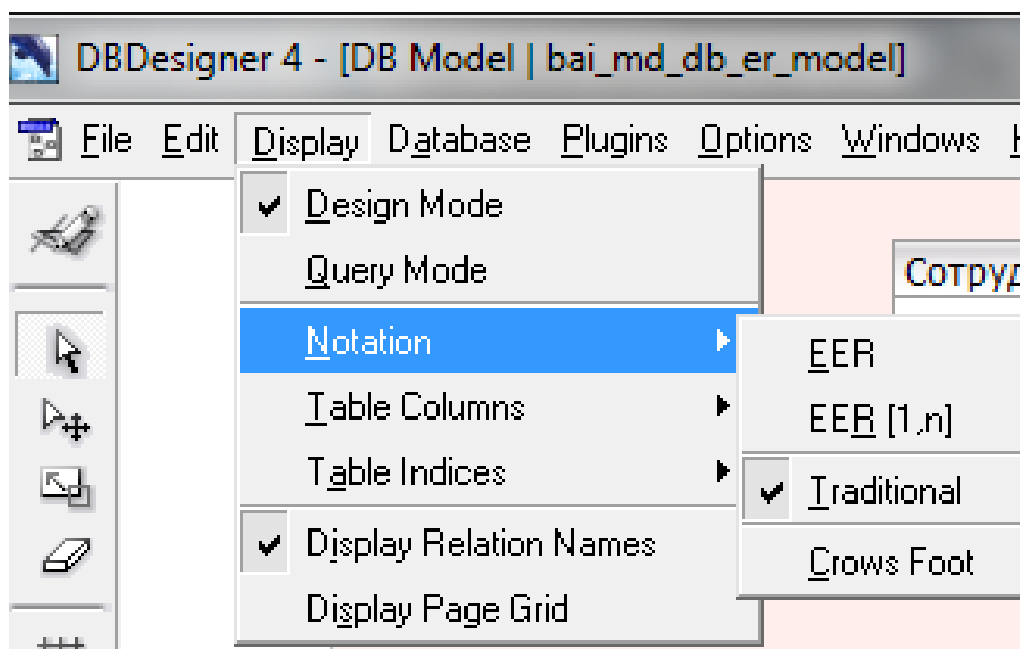 DBDesigner 4 - [DB Model | bai_md_db_er_model]
File Edit Display Database Plugins Options Windows
Design Mode
Query Mode
Сотруд
Notation
EER
Table Columns
EER [1,n]
Table Indices
Traditional
Display Relation Names
Crows Foot
Display Page Grid